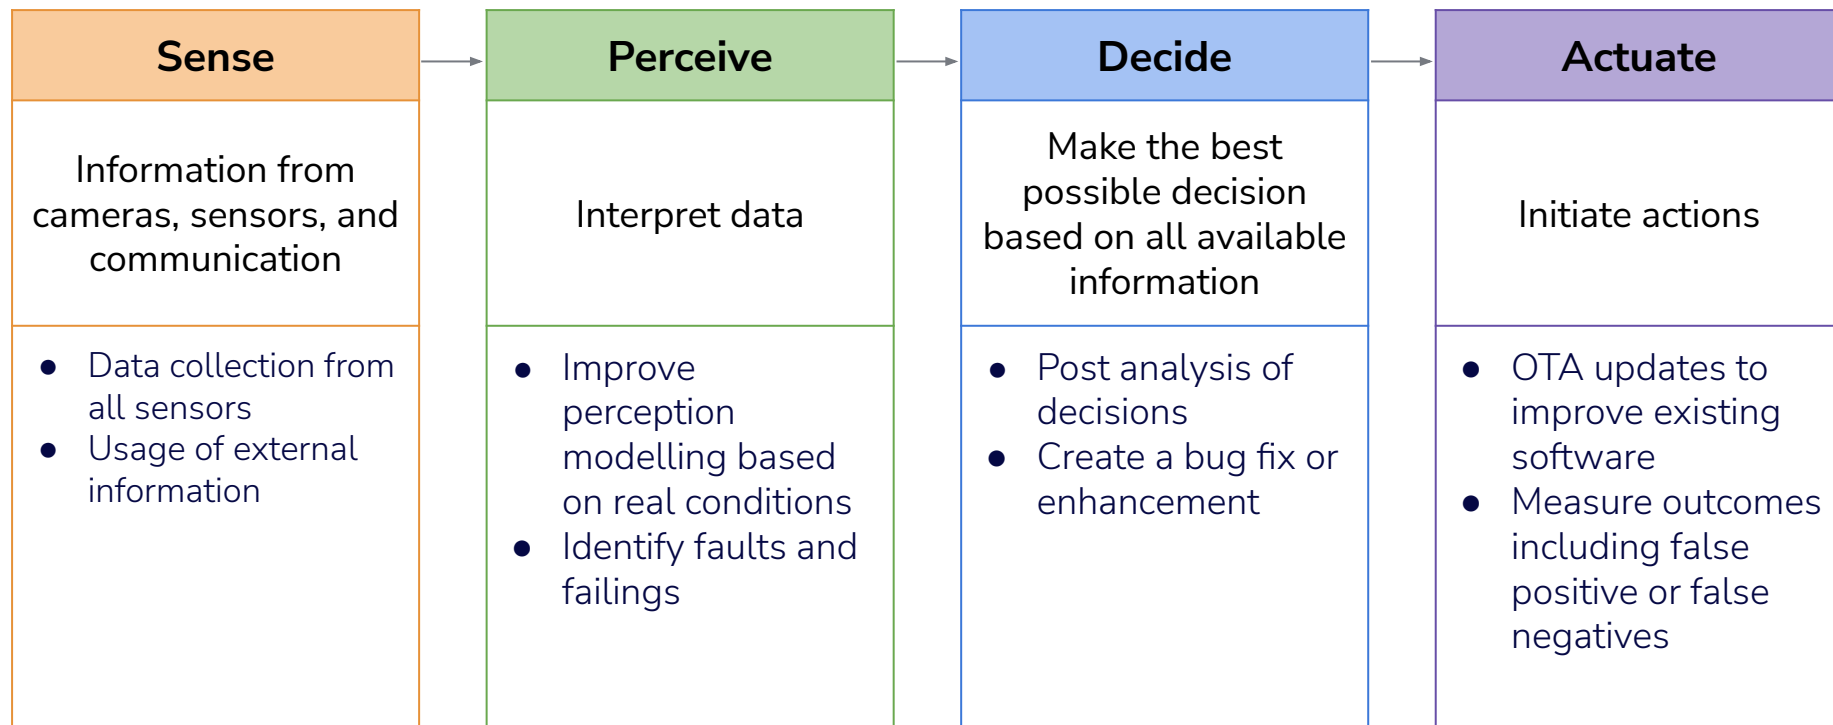 Sense
Information from
cameras, sensors, and
communication
● Data collection from
all sensors
● Usage of external
information
Perceive
Interpret data
● Improve
perception
modelling based
on real conditions
● Identify faults and
failings
Decide
Make the best
possible decision
based on all available
information
● Post analysis of
decisions
● Create a bug fix or
enhancement
Actuate
Initiate actions
● OTA updates to
improve existing
software
● Measure outcomes
including false
positive or false
negatives